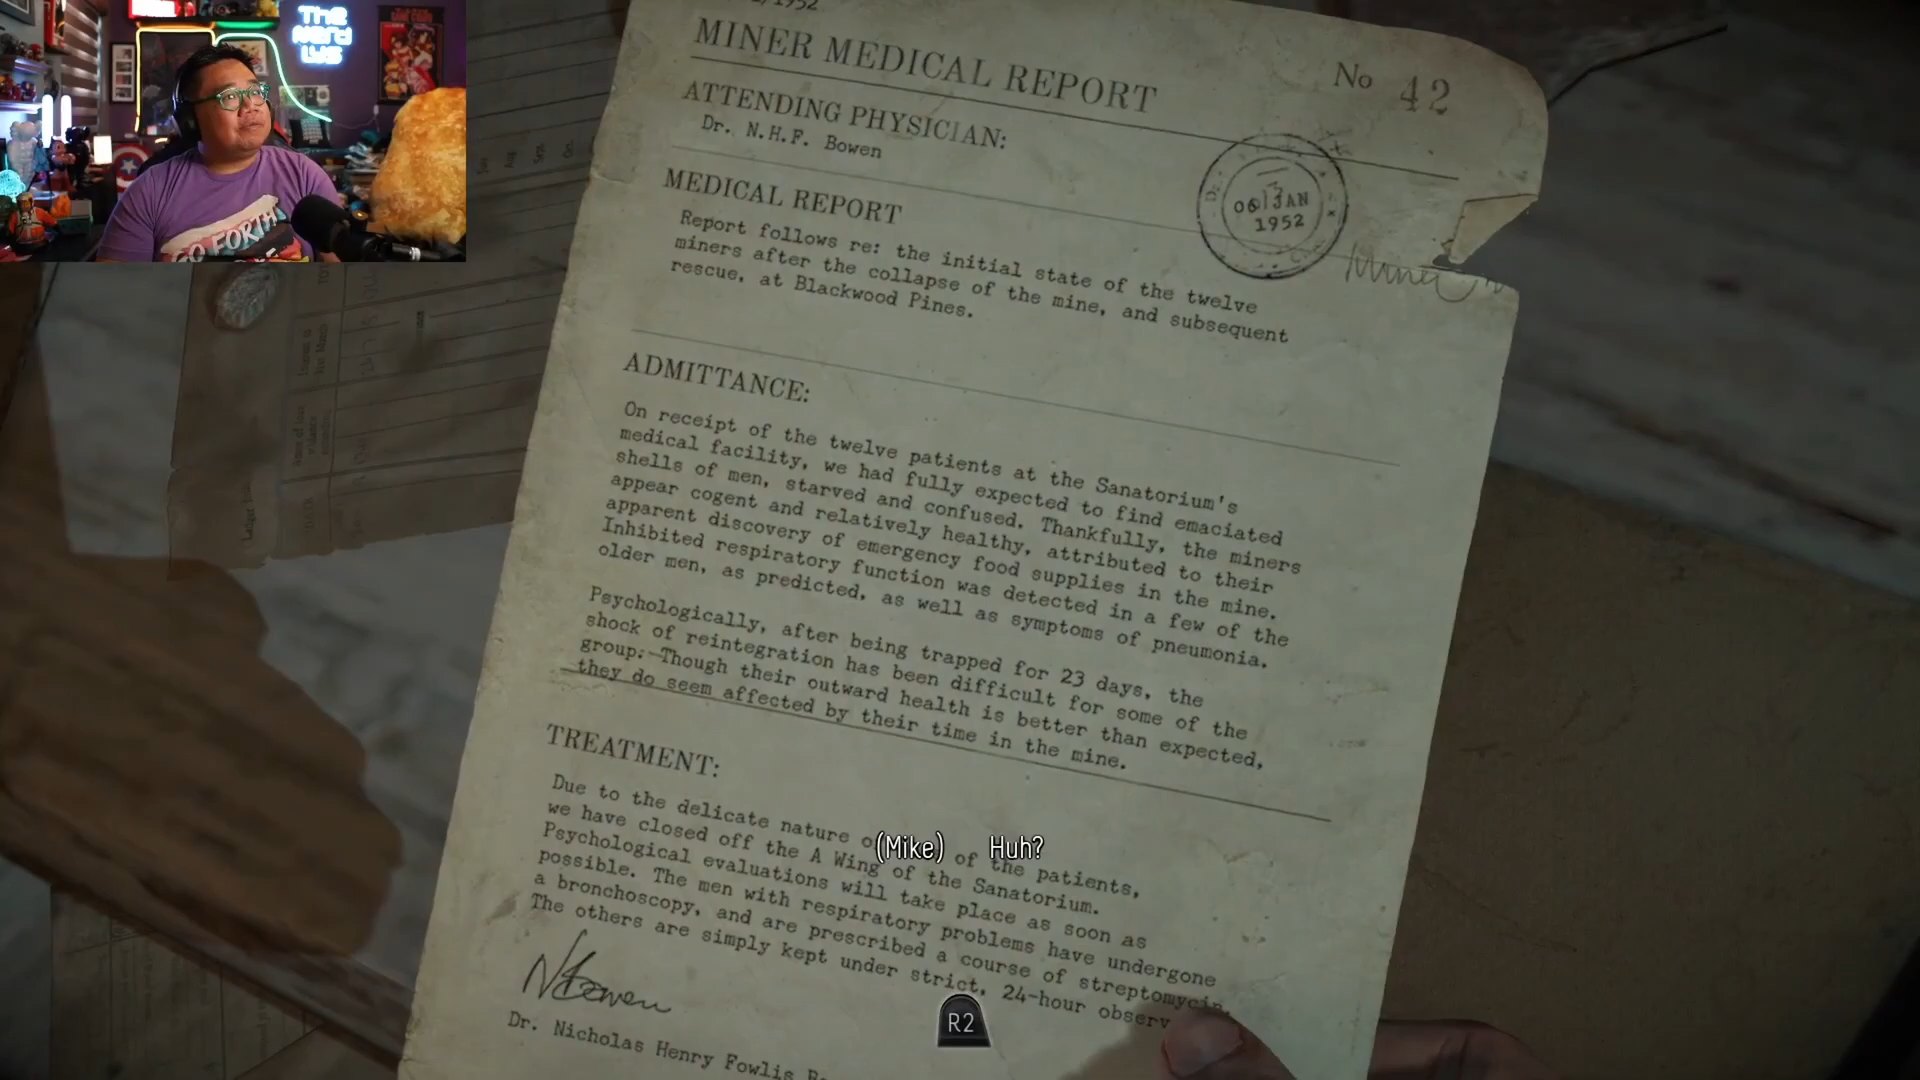 THE
NERD
GO FORTH
/1952
MINER MEDICAL REPORT
No 42
ATTENDING PHYSICIAN:
Dr. N.H.F. Bowen
06 JAN
1952
Miner
MEDICAL REPORT
Report follows re: the initial state of the twelve
miners after the collapse of the mine, and subsequent
rescue, at Blackwood Pines.
ADMITTANCE:
On receipt of the twelve patients at the Sanatorium's
medical facility, we had fully expected to find emaciated
shells of men, starved and confused. Thankfully, the miners
appear cogent and relatively healthy, attributed to their
apparent discovery of emergency food supplies in the mine.
Inhibited respiratory function was detected in a few of the
older men, as predicted, as well as symptoms of pneumonia.
Psychologically, after being trapped for 23 days, the
shock of reintegration has been difficult for some of the
group. Though their outward health is better than expected,
they do seem affected by their time in the mine.
TREATMENT:
Due to the delicate nature of the patients,
we have closed off the A Wing of the Sanatorium.
Psychological evaluations will take place as soon as
possible. The men with respiratory problems have undergone
a bronchoscopy, and are prescribed a course of streptomycin.
The others are simply kept under strict, 24-hour observ
(Mike) Huh?
NBowen
R2
Dr. Nicholas Henry Fowlis